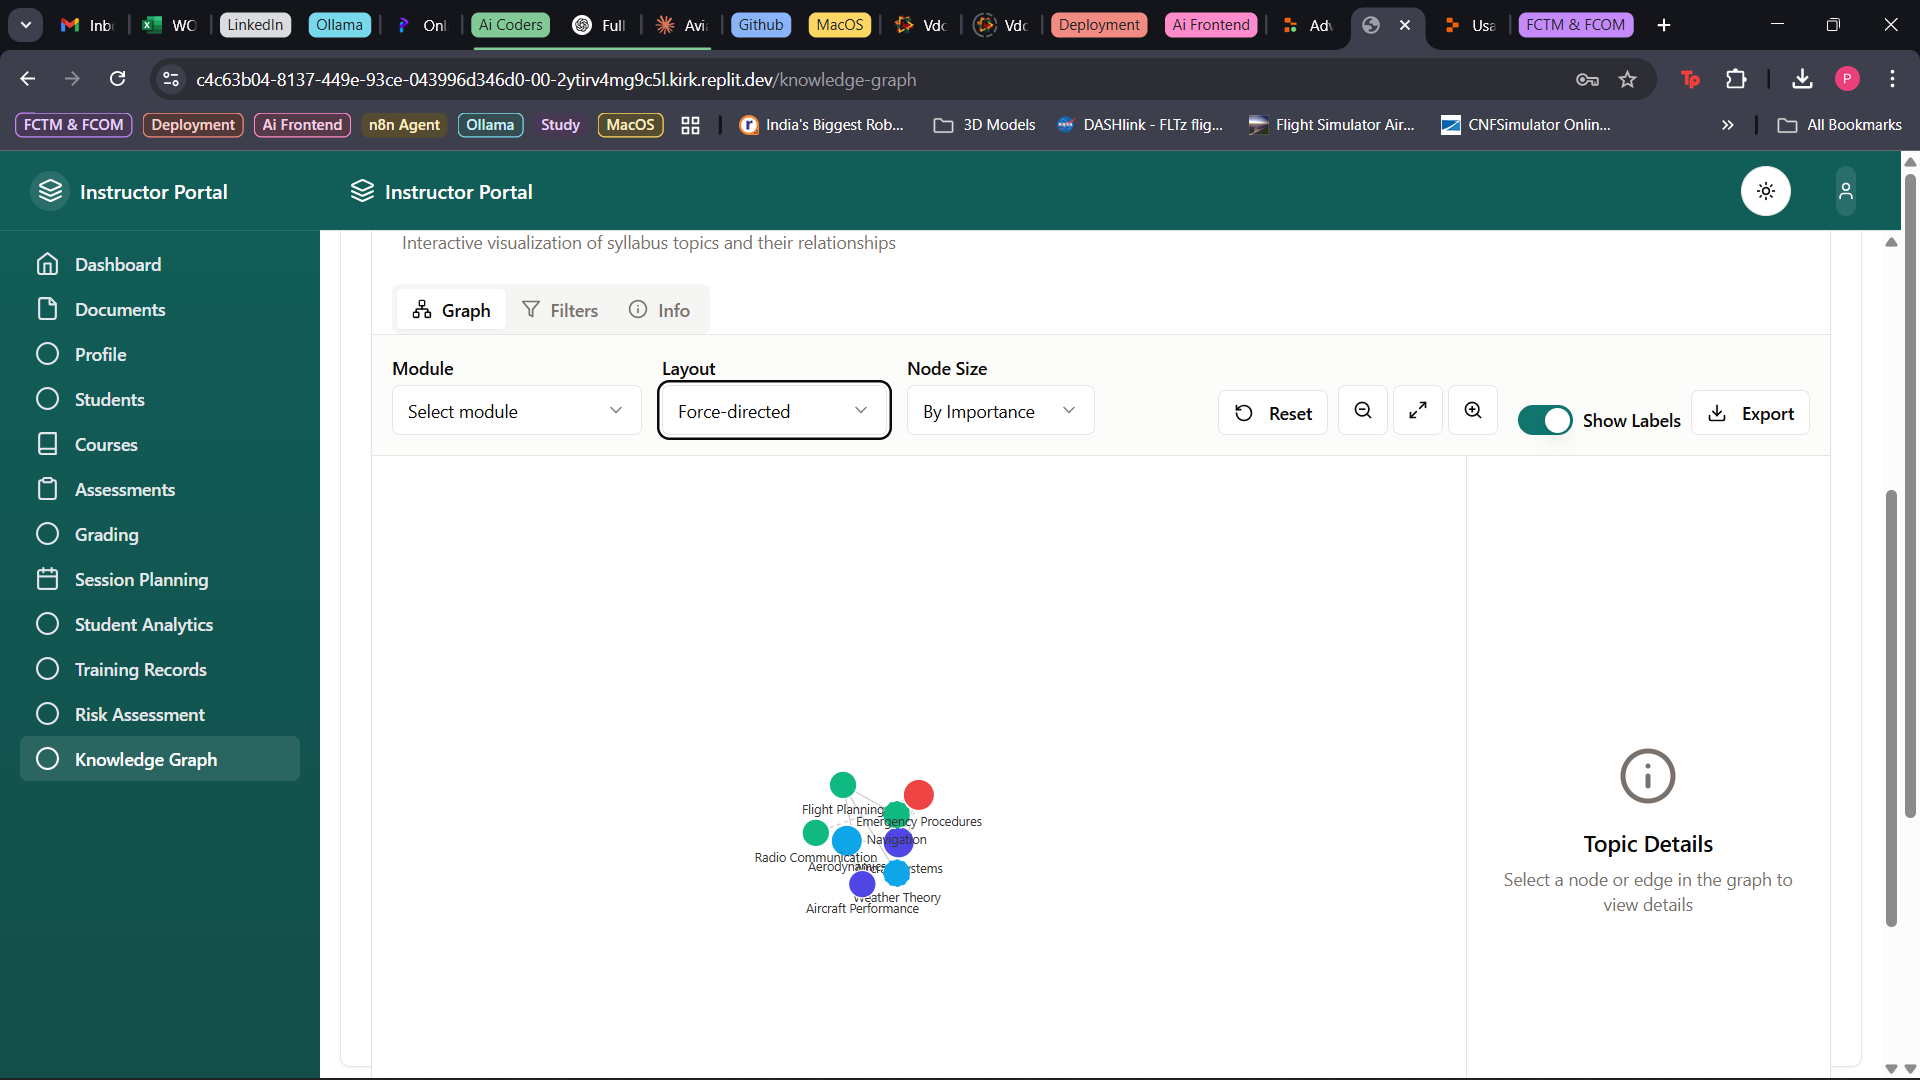 Inb
WO
LinkedIn
Ollama
Onl
Ai Coders
Full
Avi
Github
MacOS
Vdc
Vdc
Deployment
Ai Frontend
Adv
Usa
FCTM & FCOM
c4c63b04-8137-449e-93ce-043996d346d0-00-2ytirv4mg9c5l.kirk.replit.dev/knowledge-graph
Tp
P
FCTM & FCOM
Deployment
Ai Frontend
n8n Agent
Ollama
Study
MacOS
India's Biggest Rob...
3D Models
DASHlink - FLTz flig...
Flight Simulator Air...
CNFSimulator Onlin...
All Bookmarks
Instructor Portal
Instructor Portal
Dashboard
Documents
Profile
Students
Courses
Assessments
Grading
Session Planning
Student Analytics
Training Records
Risk Assessment
Knowledge Graph
Interactive visualization of syllabus topics and their relationships
Graph
Filters
Info
Module
Layout
Node Size
Select module
Force-directed
By Importance
Reset
Show Labels
Export
Flight Planning
Emergency Procedures
Navigation
Radio Communication
Aerodynamics
Weather Theory
Aircraft Performance
Topic Details
Select a node or edge in the graph to
view details